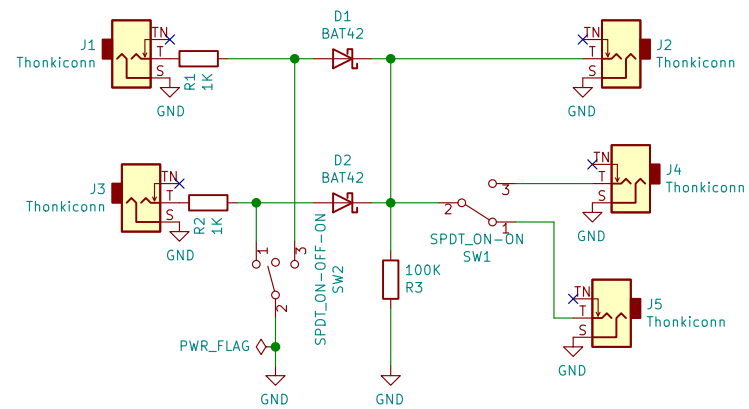 D1
BAT42
J1
Thonkiconn
TN
T
S
R1
1K
GND
TN
T
S
J2
Thonkiconn
GND
D2
BAT42
J3
Thonkiconn
TN
T
S
R2
1K
GND
TN
T
S
J4
Thonkiconn
GND
3
2
1
SPDT_ON-ON
SW1
1
3
2
SPDT_ON-OFF-ON
SW2
100K
R3
TN
T
S
J5
Thonkiconn
GND
PWR_FLAG
GND
GND